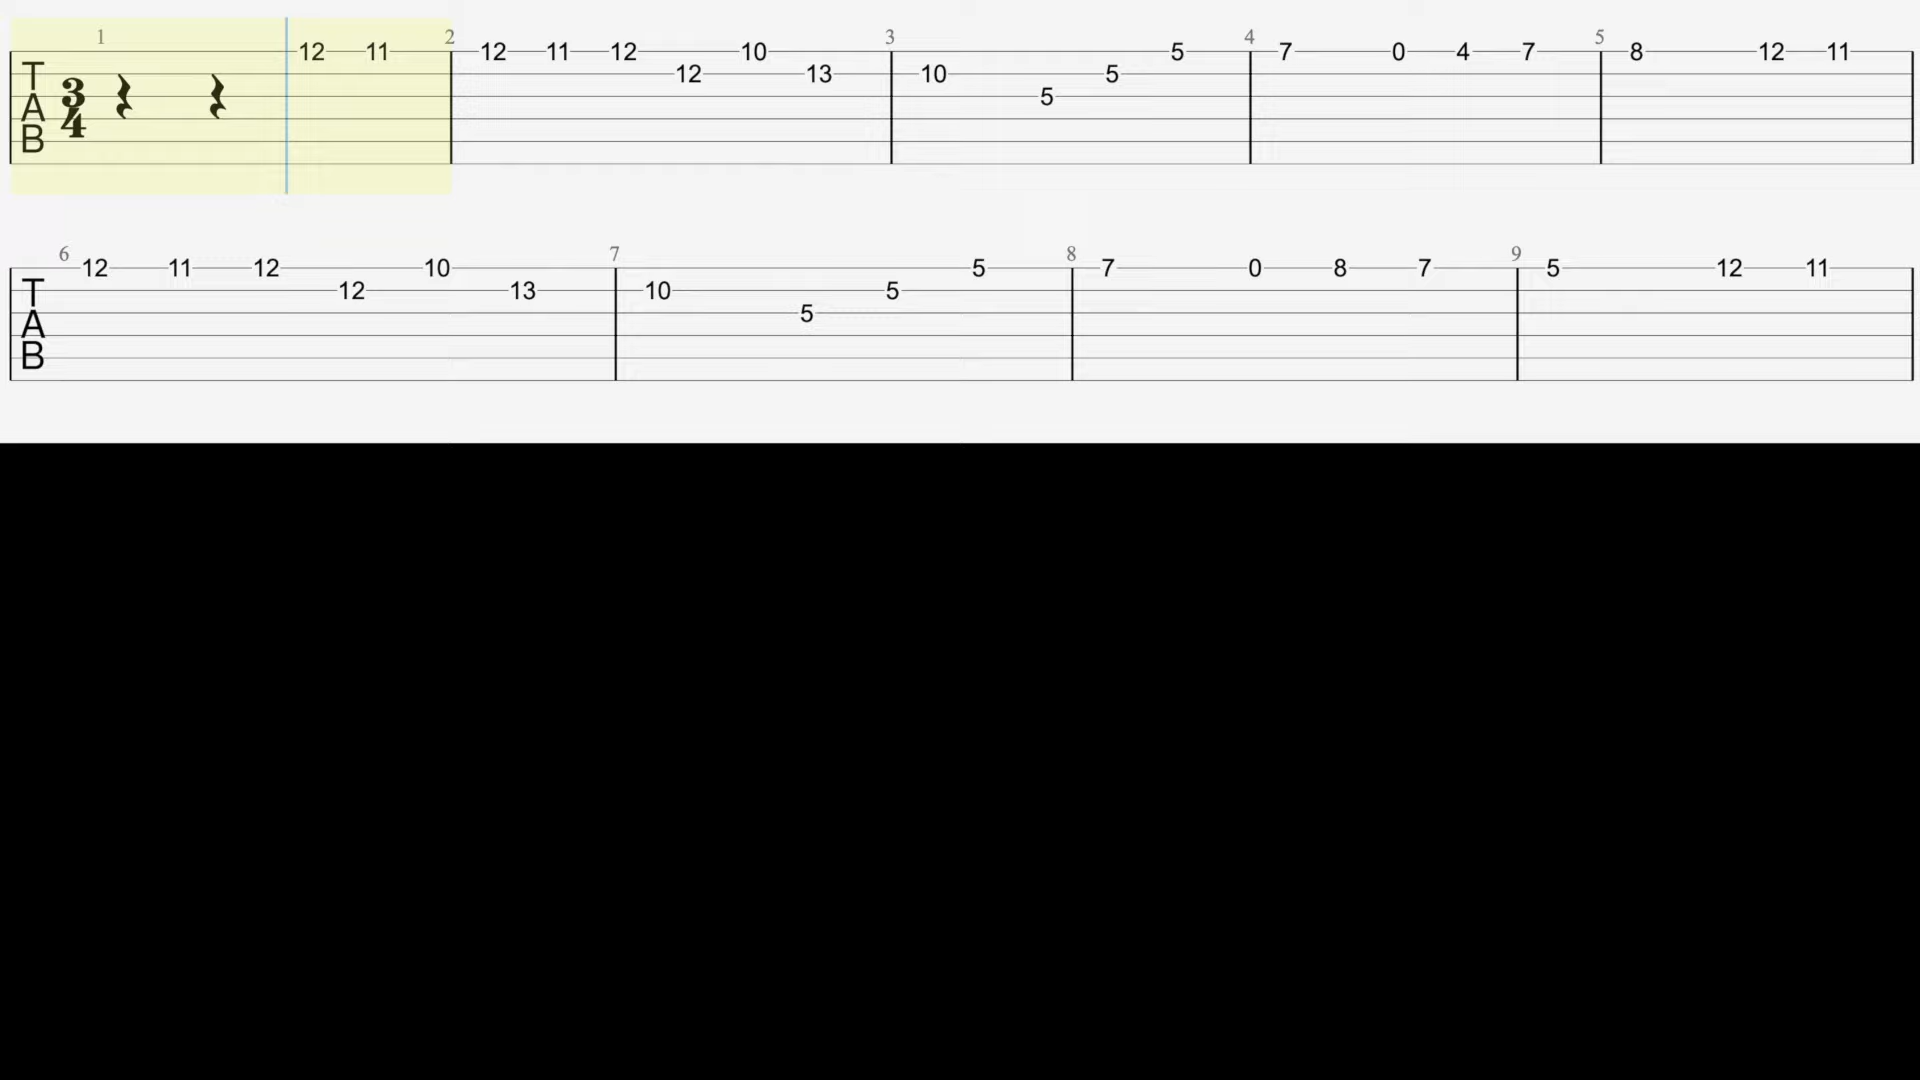 1 2 3 4 5
12 11 12 11 12 10 5 7 0 4 7 8 12 11
T 12 13 10 5
3
A 5
4
B
6 7 8 9
12 11 12 10 5 7 0 8 7 5 12 11
T 12 13 10 5
A 5
B